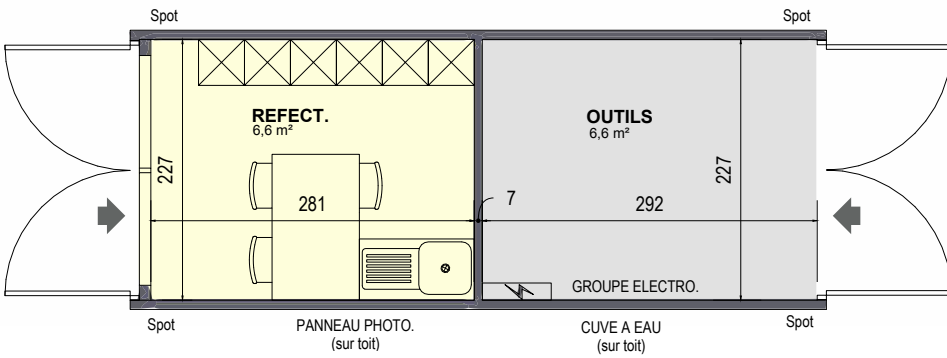 Spot
Spot
REFECT.
6,6 m²
OUTILS
6,6 m²
227
227
281
7
292
GROUPE ELECTRO.
Spot
PANNEAU PHOTO.
(sur toit)
CUVE A EAU
(sur toit)
Spot